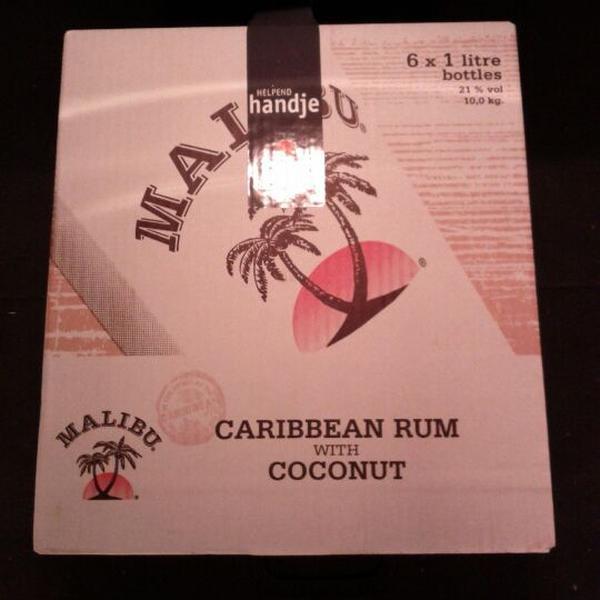 6 x 1 litre
bottles
21 % vol
10,0 kg.
HELPEND
handje
MALIBU
®
®
MALIBU
®
CARIBBEAN RUM
WITH
COCONUT